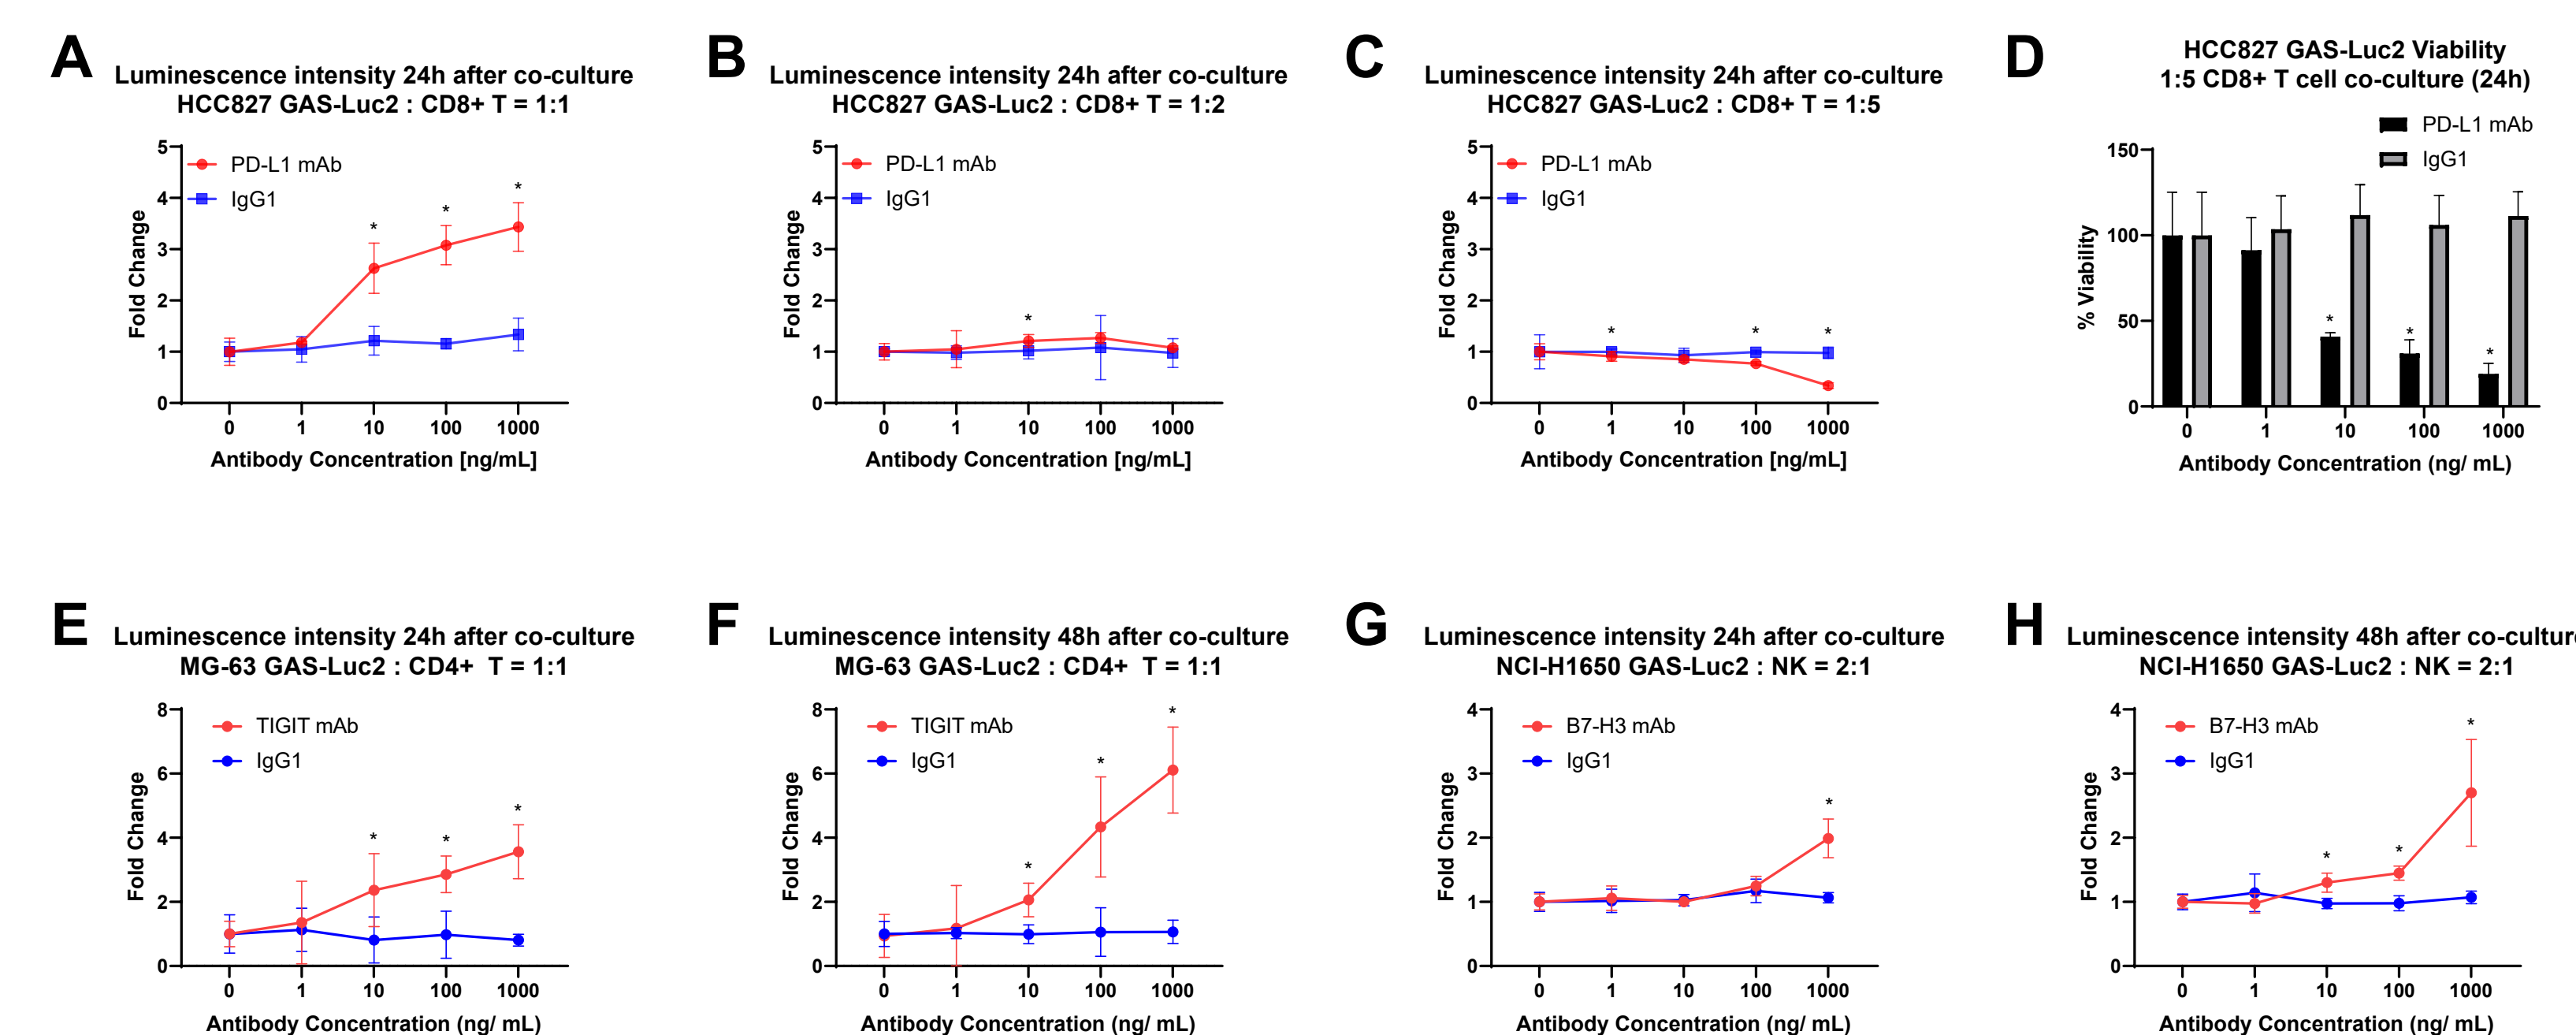 A
Luminescence intensity 24h after co-culture
HCC827 GAS-Luc2 : CD8+ T = 1:1
PD-L1 mAb
IgG1
Fold Change
5
4
3
2
1
0
*
*
*
0 1 10 100 1000
Antibody Concentration [ng/mL]
B
Luminescence intensity 24h after co-culture
HCC827 GAS-Luc2 : CD8+ T = 1:2
PD-L1 mAb
IgG1
Fold Change
5
4
3
2
1
0
*
0 1 10 100 1000
Antibody Concentration [ng/mL]
C
Luminescence intensity 24h after co-culture
HCC827 GAS-Luc2 : CD8+ T = 1:5
PD-L1 mAb
IgG1
Fold Change
5
4
3
2
1
0
* * *
0 1 10 100 1000
Antibody Concentration [ng/mL]
D
HCC827 GAS-Luc2 Viability
1:5 CD8+ T cell co-culture (24h)
PD-L1 mAb
IgG1
% Viability
150
100
50
0
*
*
*
0 1 10 100 1000
Antibody Concentration (ng/ mL)
E
Luminescence intensity 24h after co-culture
MG-63 GAS-Luc2 : CD4+  T = 1:1
TIGIT mAb
IgG1
Fold Change
8
6
4
2
0
*
*
*
0 1 10 100 1000
Antibody Concentration (ng/ mL)
F
Luminescence intensity 48h after co-culture
MG-63 GAS-Luc2 : CD4+  T = 1:1
TIGIT mAb
IgG1
Fold Change
8
6
4
2
0
*
*
*
0 1 10 100 1000
Antibody Concentration (ng/ mL)
G
Luminescence intensity 24h after co-culture
NCI-H1650 GAS-Luc2 : NK = 2:1
B7-H3 mAb
IgG1
Fold Change
4
3
2
1
0
*
0 1 10 100 1000
Antibody Concentration (ng/ mL)
H
Luminescence intensity 48h after co-culture
NCI-H1650 GAS-Luc2 : NK = 2:1
B7-H3 mAb
IgG1
Fold Change
4
3
2
1
0
*
*
*
0 1 10 100 1000
Antibody Concentration (ng/ mL)